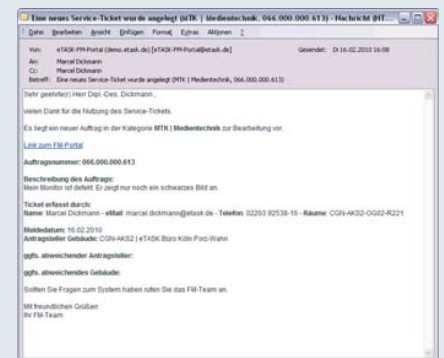 Eine neues Service-Ticket wurde angelegt (MTK | Medientechnik, 066.000.000.613) - Nachricht (HT...
Datei Bearbeiten Ansicht Einfügen Format Extras Aktionen ?
Von: eTASK-FM-Portal (demo.etask.de) [eTASK-FM-Portal@etask.de] Gesendet: Di 16.02.2010 16:08
An: Marcel Dickmann
Cc: Marcel Dickmann
Betreff: Eine neues Service-Ticket wurde angelegt (MTK | Medientechnik, 066.000.000.613)
Sehr geehrte(r) Herr Dipl.-Des. Dickmann ,
vielen Dank für die Nutzung des Service-Tickets.
Es liegt ein neuer Auftrag in der Kategorie MTK | Medientechnik zur Bearbeitung vor.
Link zum FM-Portal
Auftragsnummer: 066.000.000.613
Beschreibung des Auftrags:
Mein Monitor ist defekt. Er zeigt nur noch ein schwarzes Bild an.
Ticket erfasst durch:
Name: Marcel Dickmann - eMail: marcel.dickmann@etask.de - Telefon: 02203 92538-16 - Räume: CGN-AKS2-OG02-R221
Meldedatum: 16.02.2010
Antragsteller Gebäude: CGN-AKS2 | eTASK Büro Köln Porz-Wahn
ggfs. abweichender Antragsteller:
ggfs. abweichendes Gebäude:
Sollten Sie Fragen zum System haben rufen Sie das FM-Team an.
Mit freundlichen Grüßen
Ihr FM-Team